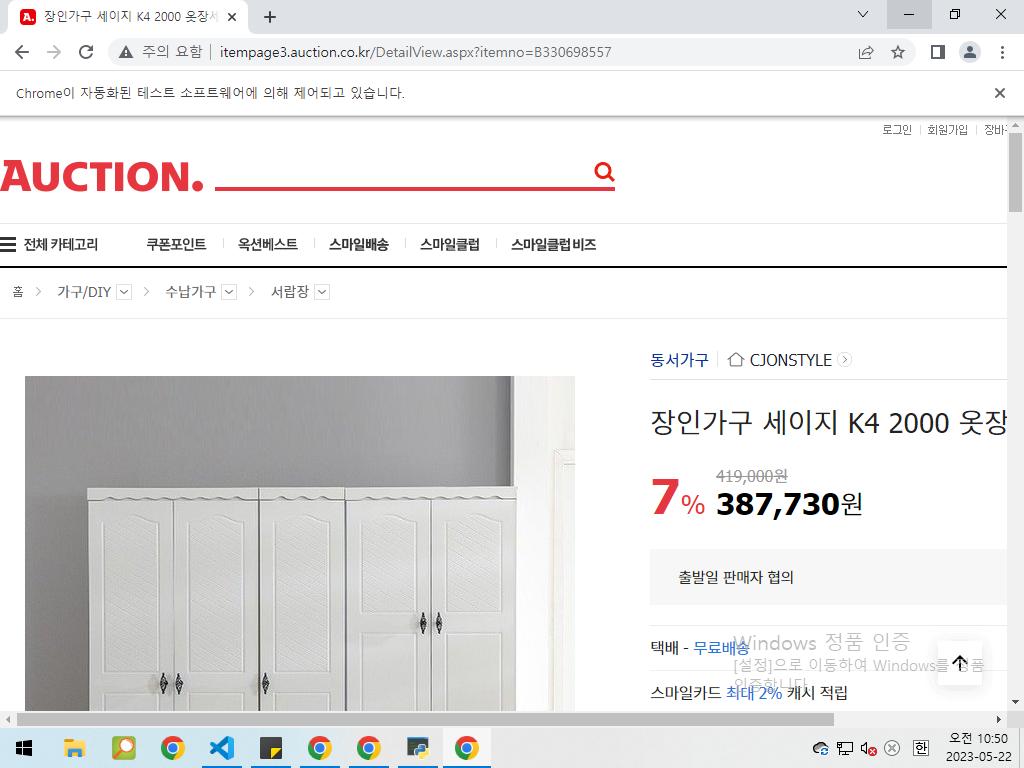 장인가구 세이지 K4 2000 옷장세
주의 요함
itempage3.auction.co.kr/DetailView.aspx?itemno=B330698557
Chrome이 자동화된 테스트 소프트웨어에 의해 제어되고 있습니다.
로그인 회원가입 장바구
AUCTION.
전체 카테고리 쿠폰포인트 옥션베스트 스마일배송 스마일클럽 스마일클럽 비즈
홈 가구/DIY 수납가구 서랍장
동서가구 CJONSTYLE
장인가구 세이지 K4 2000 옷장
419,000원
7% 387,730원
출발일 판매자 협의
택배 - 무료배송
스마일카드 최대 2% 캐시 적립
Windows 정품 인증
[설정]으로 이동하여 Windows를 정품
인증합니다.
한
오전 10:50
2023-05-22